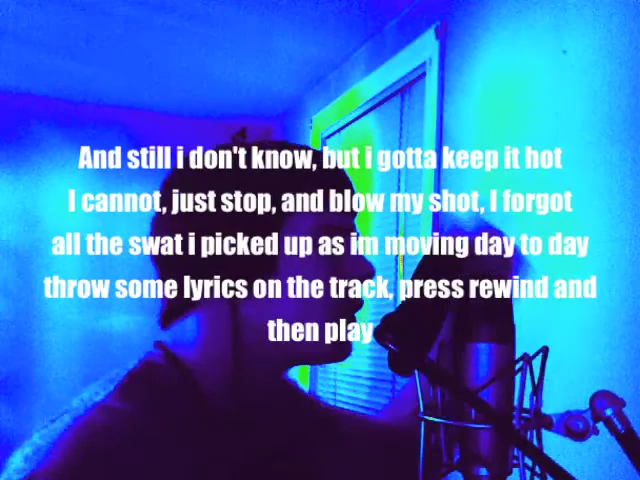 And still i don't know, but i gotta keep it hot
I cannot, just stop, and blow my shot, I forgot
all the swat i picked up as im moving day to day
throw some lyrics on the track, press rewind and
then play